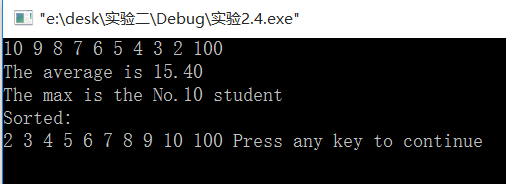 "e:\desk\实验二\Debug\实验2.4.exe"
10 9 8 7 6 5 4 3 2 100
The average is 15.40
The max is the No.10 student
Sorted:
2 3 4 5 6 7 8 9 10 100 Press any key to continue